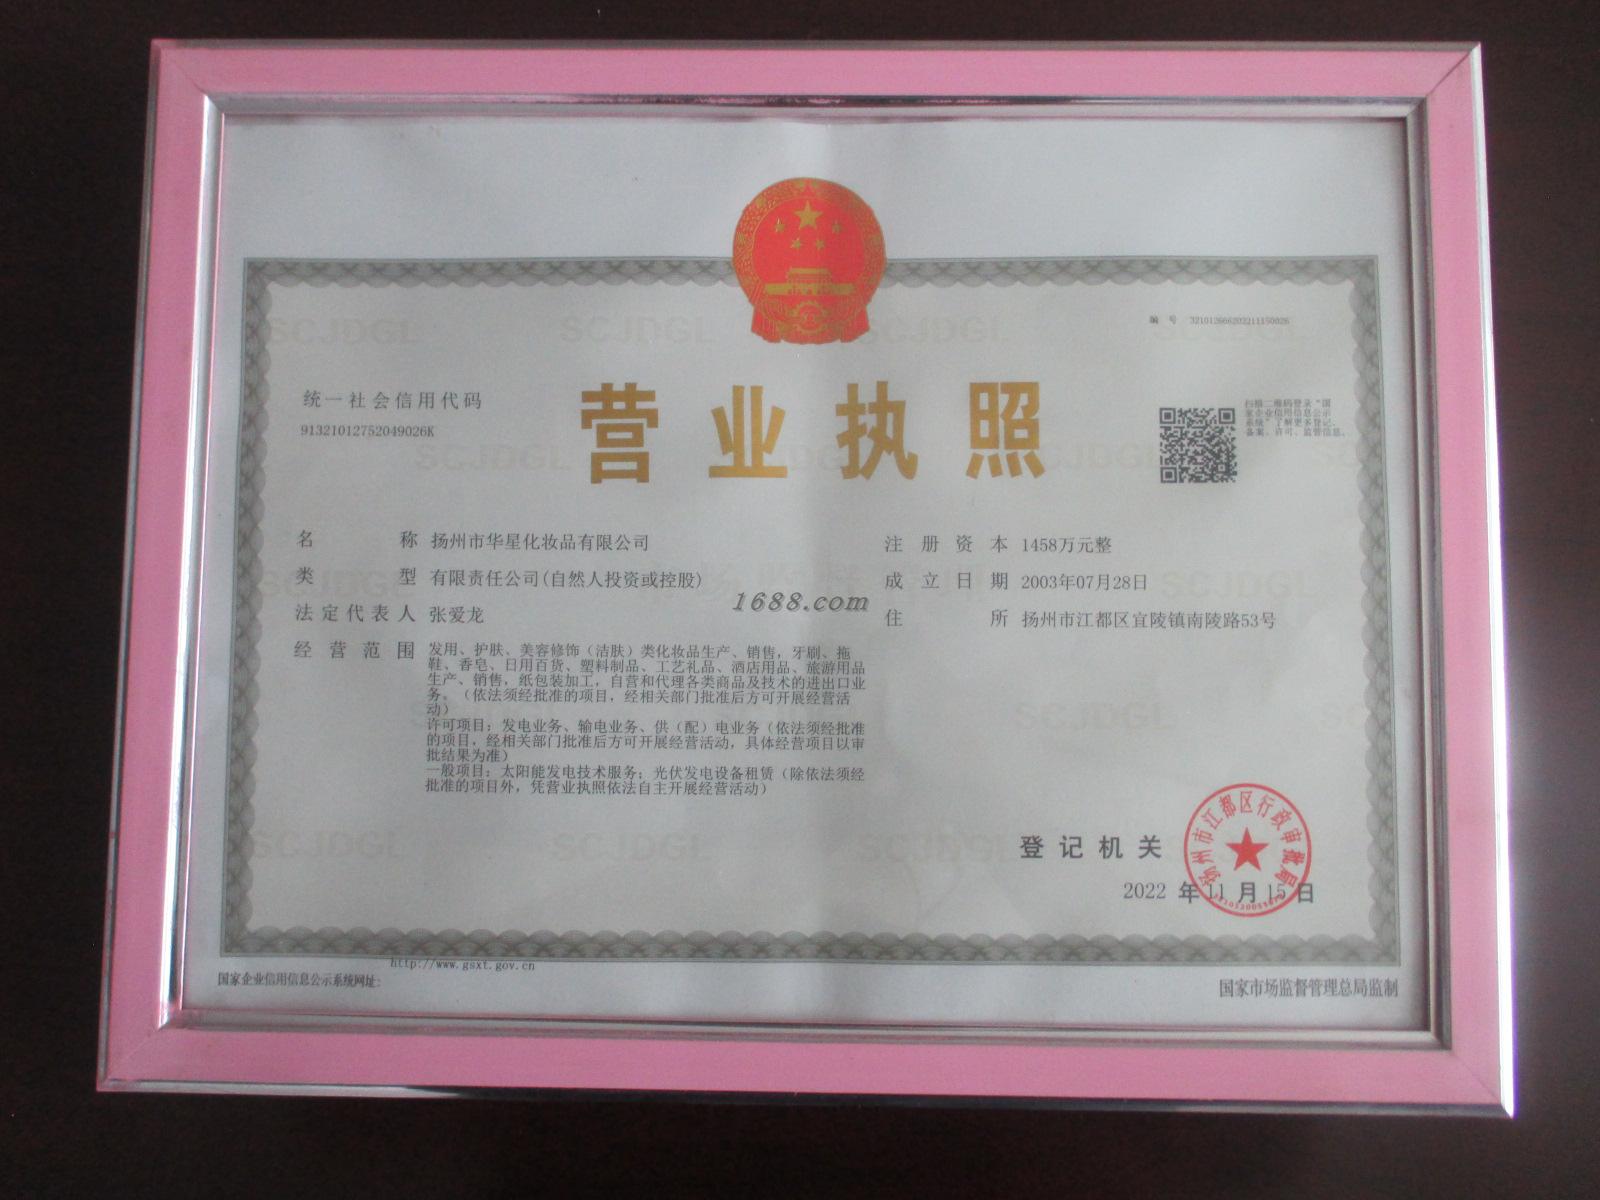 编 号 321012666202211150026
统一社会信用代码
91321012752049026K
营业执照
扫描二维码登录“国
家企业信用信息公示
系统”了解更多登记、
备案、许可、监管信息。
名 称 扬州市华星化妆品有限公司
类 型 有限责任公司(自然人投资或控股)
法定代表人 张爱龙
经营范围 发用、护肤、美容修饰（洁肤）类化妆品生产、销售，牙刷、拖
鞋、香皂、日用百货、塑料制品、工艺礼品、酒店用品、旅游用品
生产、销售，纸包装加工，自营和代理各类商品及技术的进出口业
务。（依法须经批准的项目，经相关部门批准后方可开展经营活
动）
许可项目：发电业务、输电业务、供（配）电业务（依法须经批准
的项目，经相关部门批准后方可开展经营活动，具体经营项目以审
批结果为准）
一般项目：太阳能发电技术服务；光伏发电设备租赁（除依法须经
批准的项目外，凭营业执照依法自主开展经营活动）
注册资本 1458万元整
成立日期 2003年07月28日
住 所 扬州市江都区宜陵镇南陵路53号
1688.com
登记机关
扬州市江都区行政审批局
2022 年 11 月 15 日
国家企业信用信息公示系统网址:
http://www.gsxt.gov.cn
国家市场监督管理总局监制